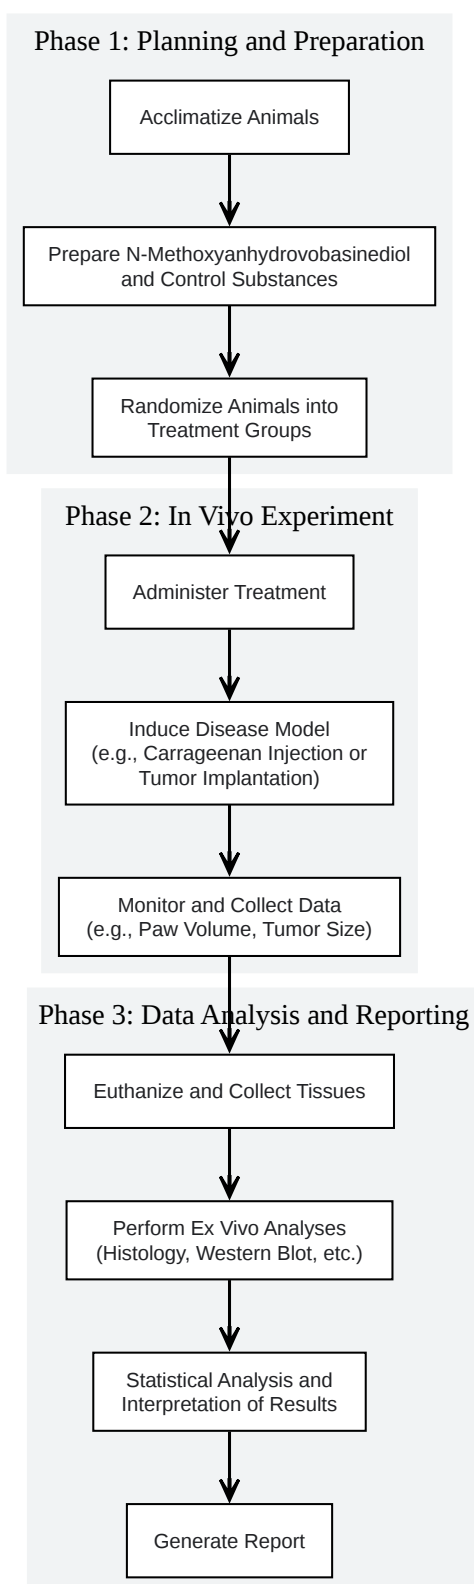 Phase 1: Planning and Preparation
Acclimatize Animals
Prepare N-Methoxyanhydrovobasinediol
and Control Substances
Randomize Animals into
Treatment Groups
Phase 2: In Vivo Experiment
Administer Treatment
Induce Disease Model
(e.g., Carrageenan Injection or
Tumor Implantation)
Monitor and Collect Data
(e.g., Paw Volume, Tumor Size)
Phase 3: Data Analysis and Reporting
Euthanize and Collect Tissues
Perform Ex Vivo Analyses
(Histology, Western Blot, etc.)
Statistical Analysis and
Interpretation of Results
Generate Report